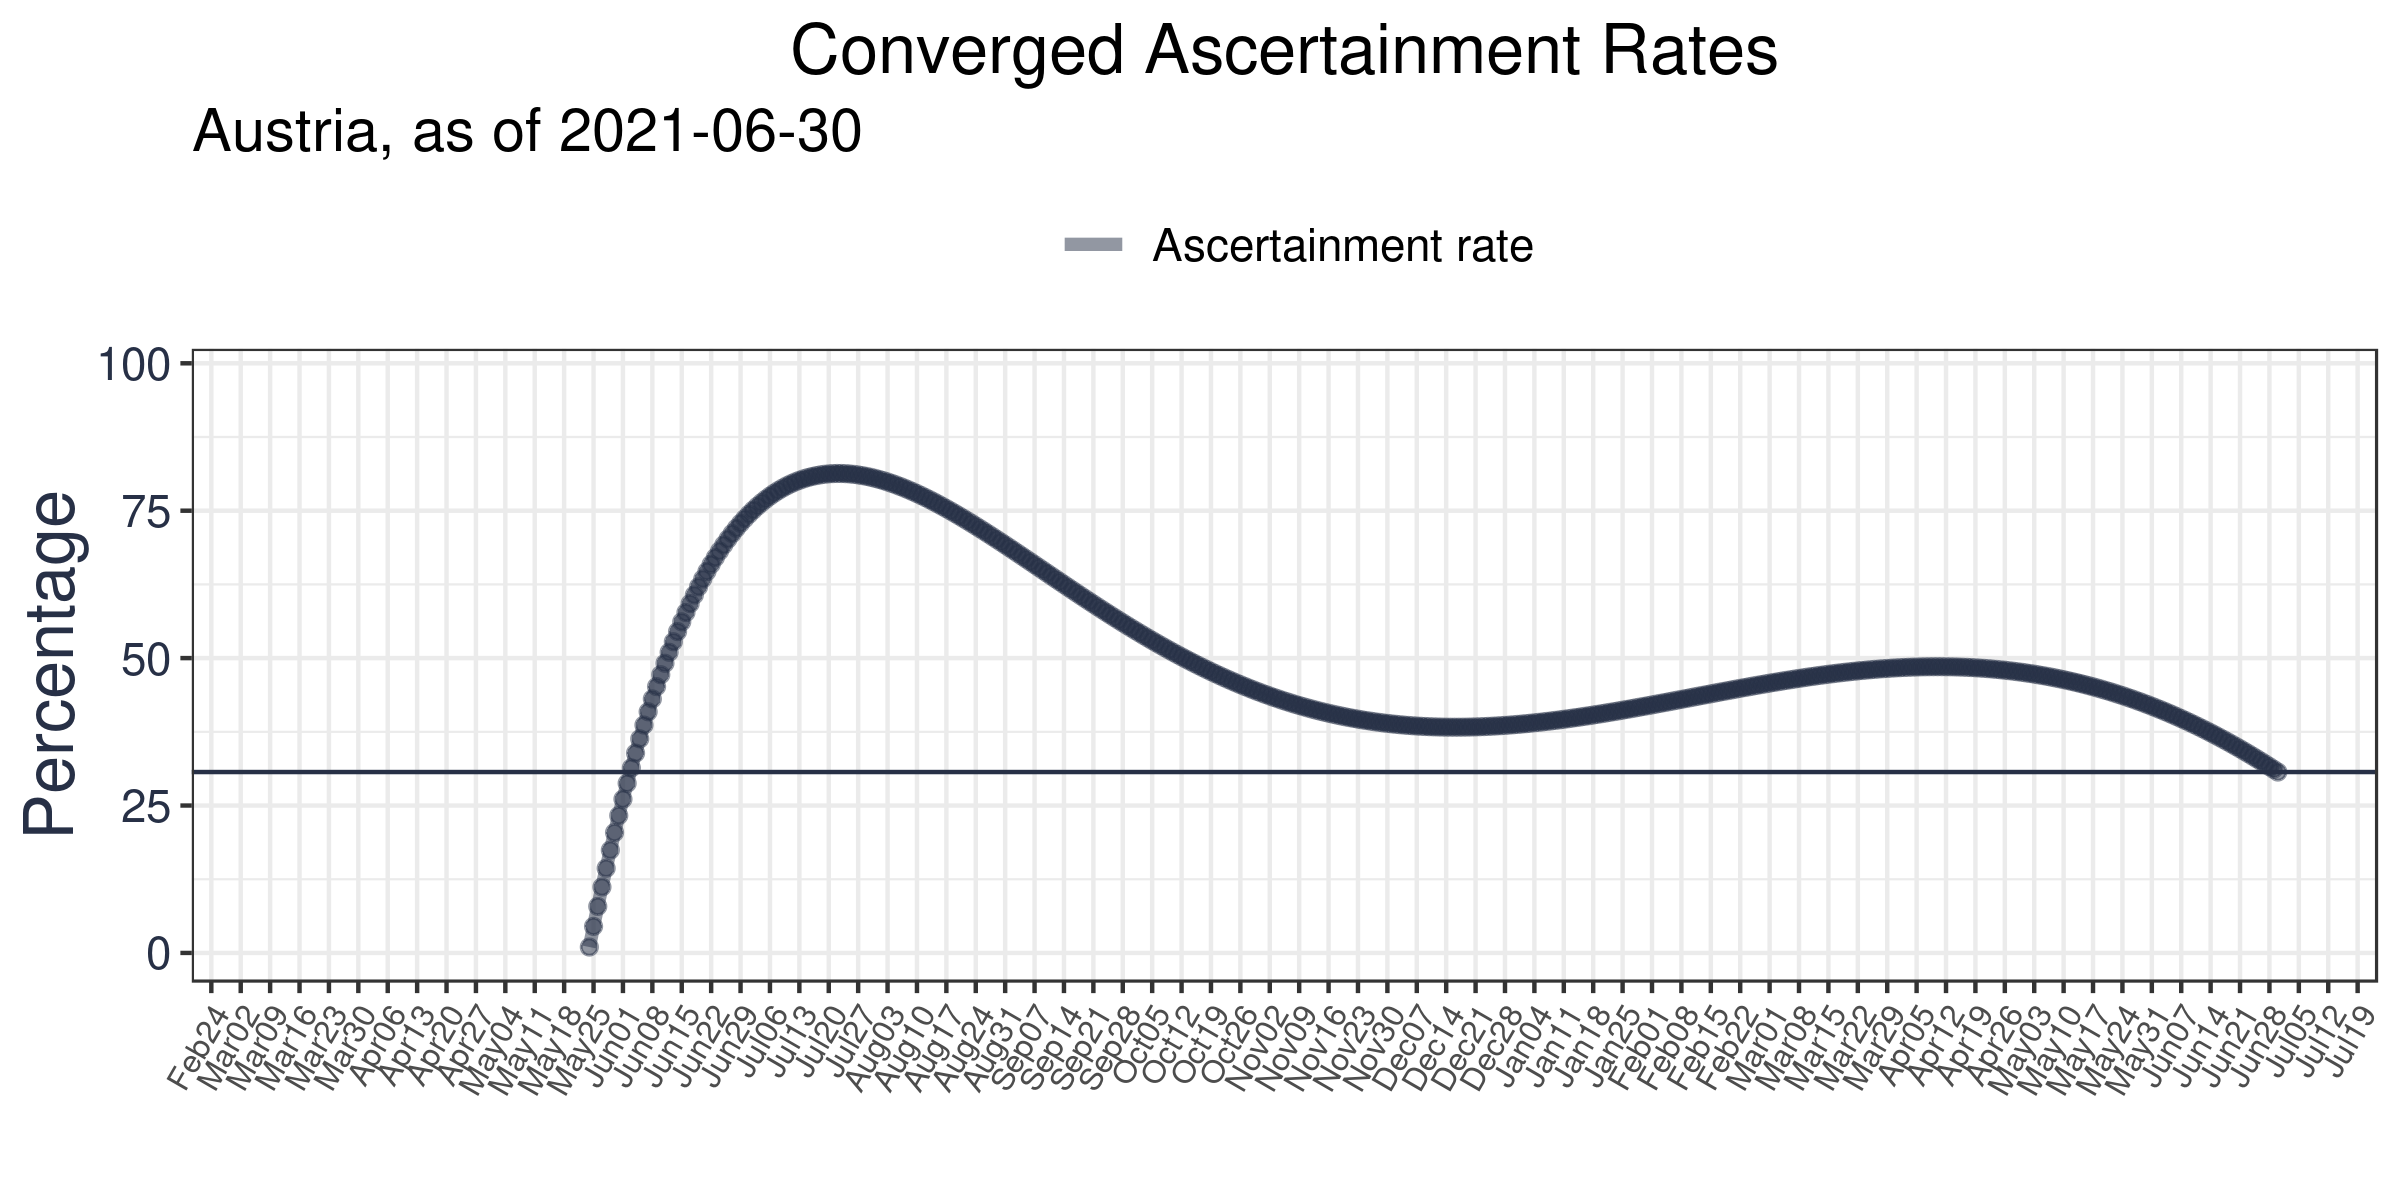 Converged Ascertainment Rates
Austria, as of 2021-06-30
Ascertainment rate
Percentage
100
75
50
25
0
Feb24
Mar02
Mar09
Mar16
Mar23
Mar30
Apr06
Apr13
Apr20
Apr27
May04
May11
May18
May25
Jun01
Jun08
Jun15
Jun22
Jun29
Jul06
Jul13
Jul20
Jul27
Aug03
Aug10
Aug17
Aug24
Aug31
Sep07
Sep14
Sep21
Sep28
Oct05
Oct12
Oct19
Oct26
Nov02
Nov09
Nov16
Nov23
Nov30
Dec07
Dec14
Dec21
Dec28
Jan04
Jan11
Jan18
Jan25
Feb01
Feb08
Feb15
Feb22
Mar01
Mar08
Mar15
Mar22
Mar29
Apr05
Apr12
Apr19
Apr26
May03
May10
May17
May24
May31
Jun07
Jun14
Jun21
Jun28
Jul05
Jul12
Jul19